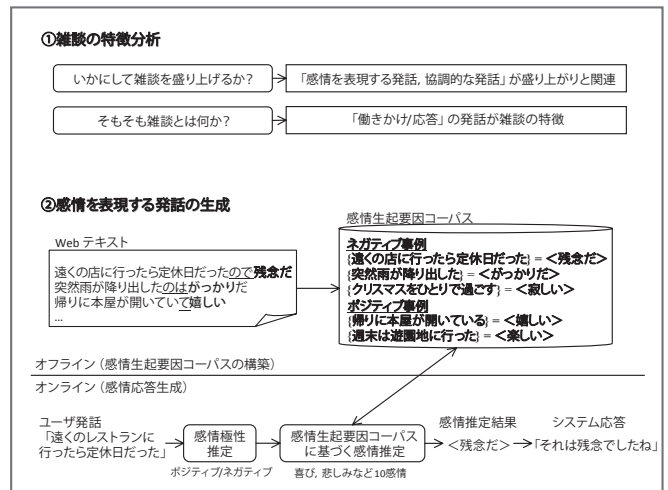 ①雑談の特徴分析
いかにして雑談を盛り上げるか？
「感情を表現する発話, 協調的な発話」が盛り上がりと関連
そもそも雑談とは何か？
「働きかけ/応答」の発話が雑談の特徴
②感情を表現する発話の生成
Web テキスト
遠くの店に行ったら定休日だったので残念だ
突然雨が降り出したのはがっかりだ
帰りに本屋が開いていて嬉しい
...
感情生起要因コーパス
ネガティブ事例
{遠くの店に行ったら定休日だった} = <残念だ>
{突然雨が降り出した} = <がっかりだ>
{クリスマスをひとりで過ごす} = <寂しい>
ポジティブ事例
{帰りに本屋が開いている} = <嬉しい>
{週末は遊園地に行った} = <楽しい>
オフライン（感情生起要因コーパスの構築）
オンライン（感情応答生成）
ユーザ発話
「遠くのレストランに
行ったら定休日だった」
感情極性
推定
ポジティブ/ネガティブ
感情生起要因コーパス
に基づく感情推定
喜び, 悲しみなど10感情
感情推定結果
<残念だ>
システム応答
「それは残念でしたね」